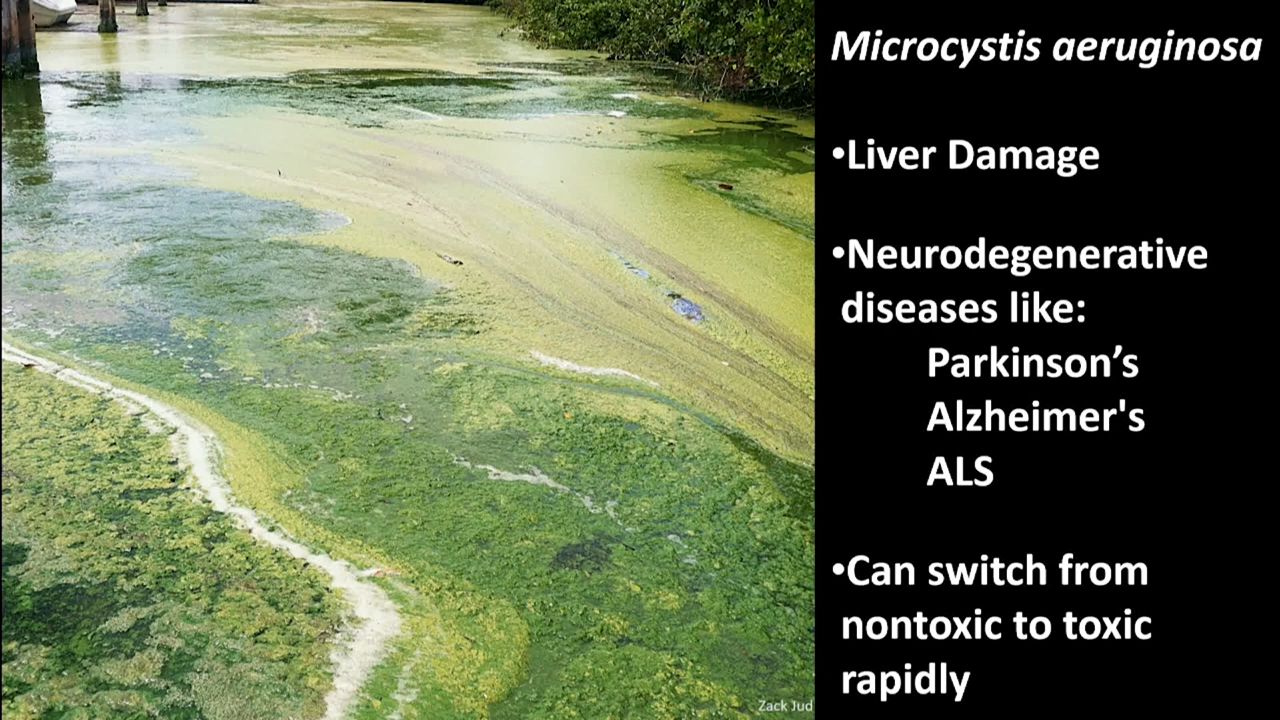 Microcystis aeruginosa
•Liver Damage
•Neurodegenerative
diseases like:
Parkinson’s
Alzheimer's
ALS
•Can switch from
nontoxic to toxic
rapidly
Zack Jud